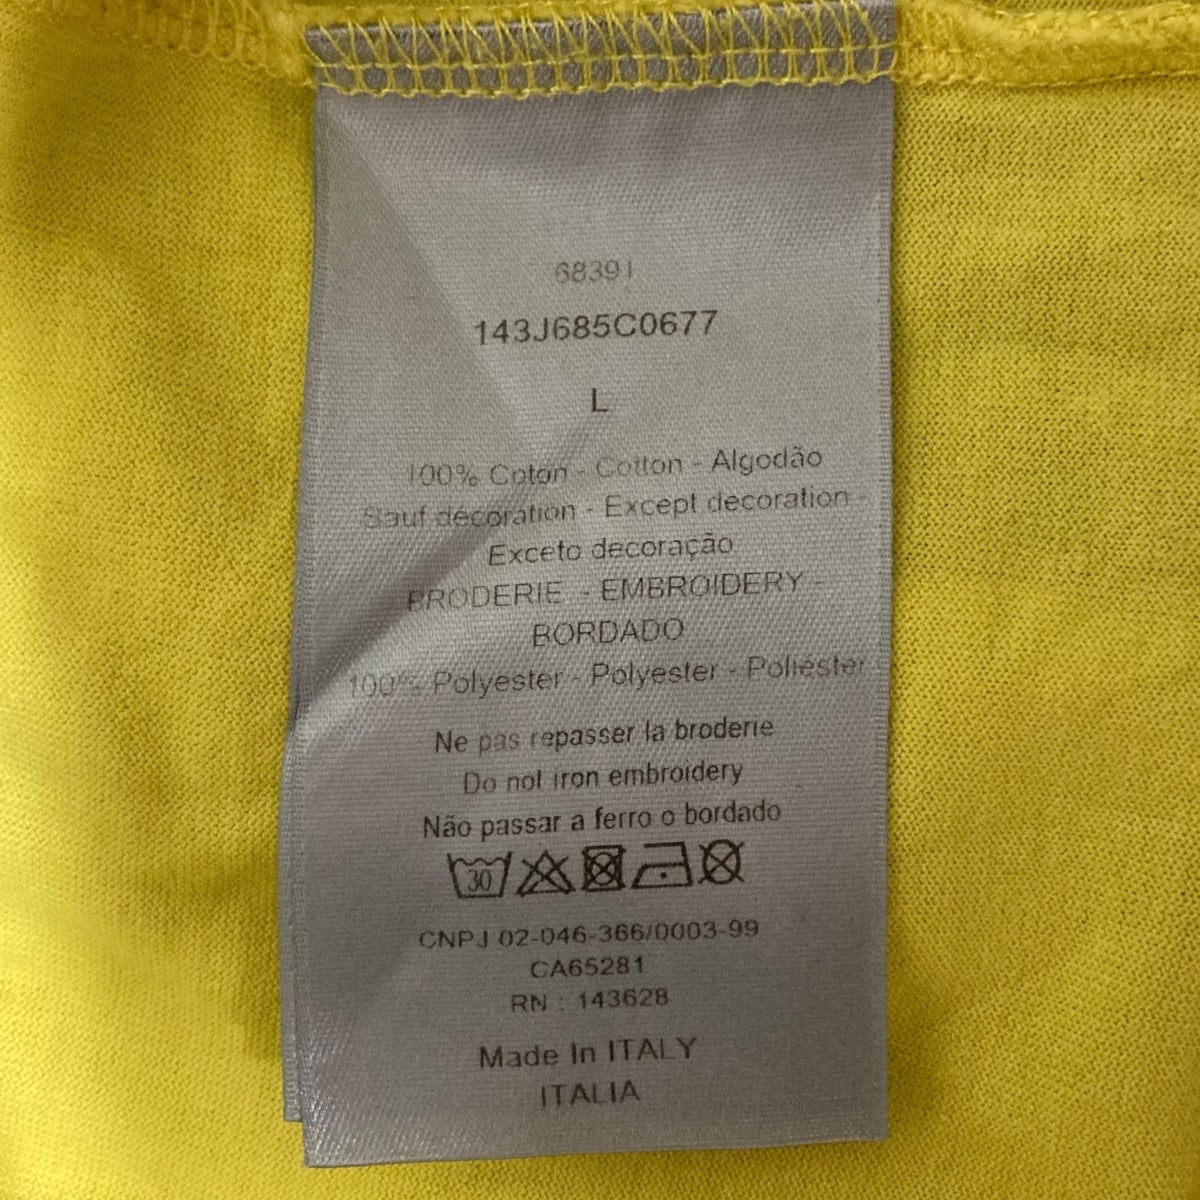 68391
143J685C0677
L
100% Coton - Cotton - Algodão
Sauf décoration - Except decoration -
Exceto decoração
BRODERIE - EMBROIDERY -
BORDADO
100% Polyester - Polyester - Poliéster
Ne pas repasser la broderie
Do not iron embroidery
Não passar a ferro o bordado
30
CNPJ 02-046-366/0003-99
CA65281
RN : 143628
Made In ITALY
ITALIA